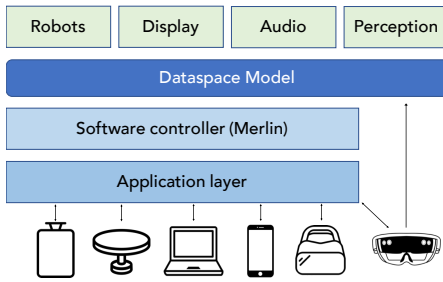 Robots Display Audio Perception
Dataspace Model
Software controller (Merlin)
Application layer